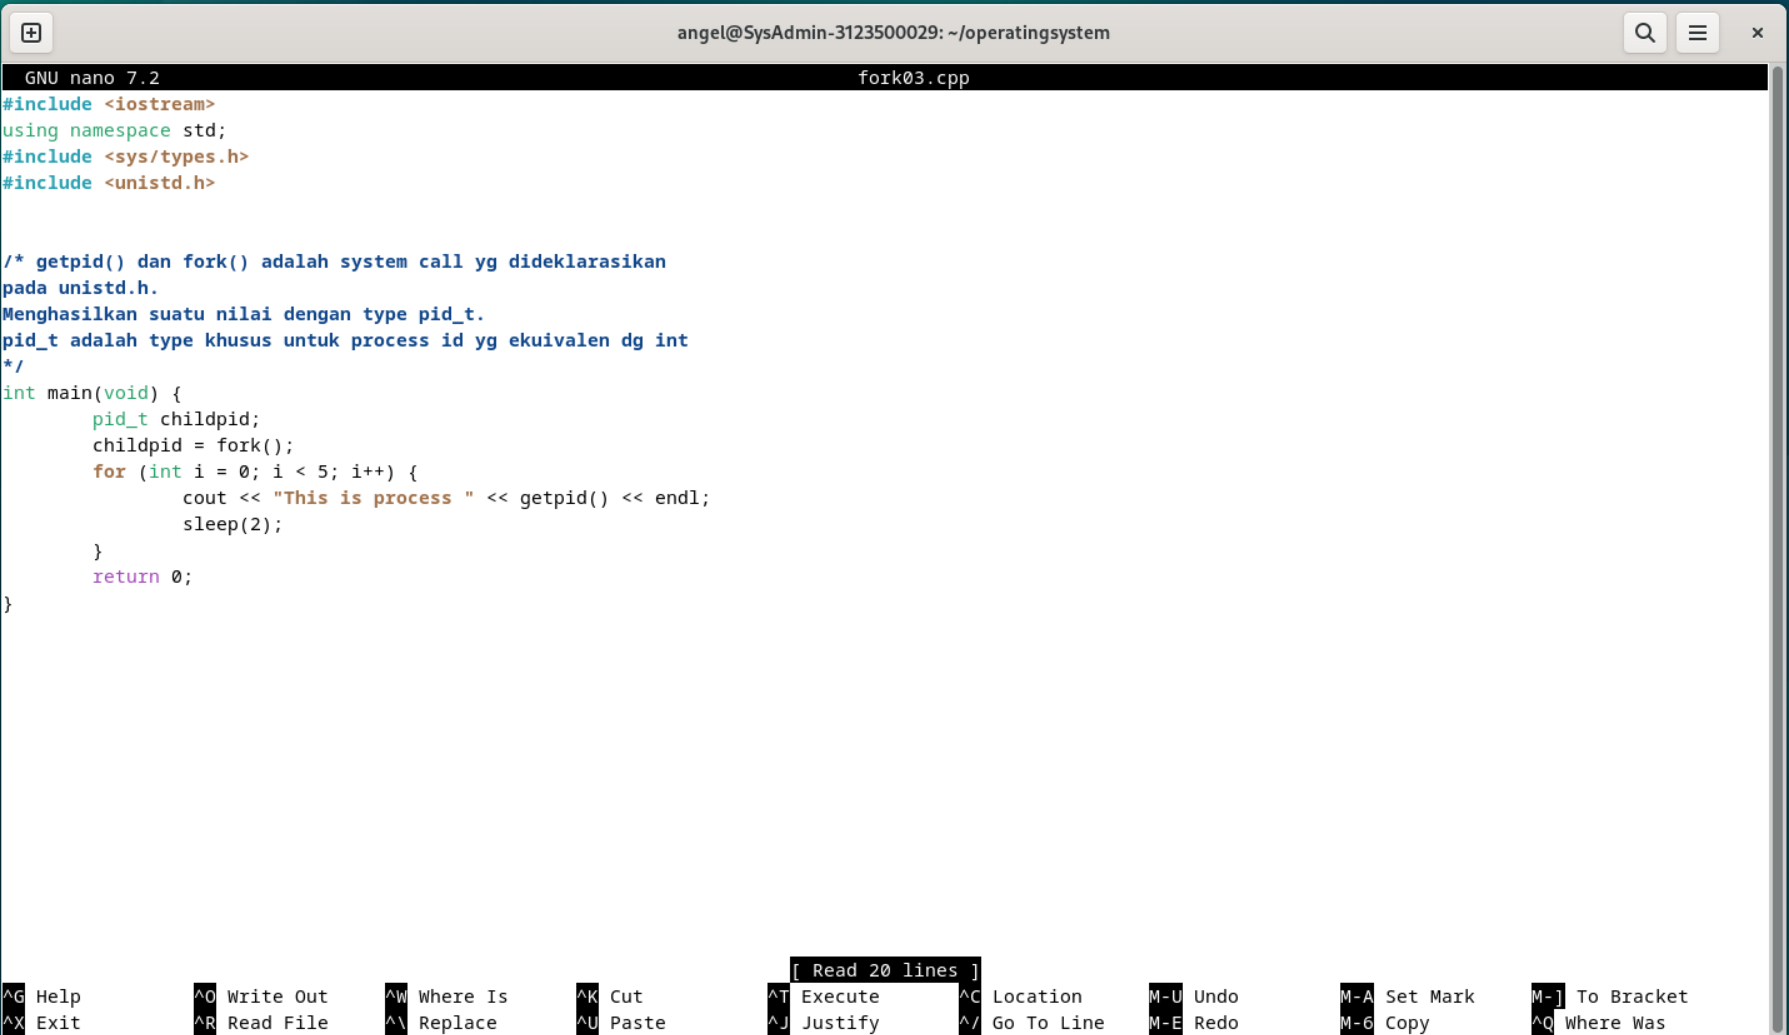 angel@SysAdmin-3123500029: ~/operatingsystem
GNU nano 7.2 fork03.cpp
#include <iostream>
using namespace std;
#include <sys/types.h>
#include <unistd.h>
/* getpid() dan fork() adalah system call yg dideklarasikan
pada unistd.h.
Menghasilkan suatu nilai dengan type pid_t.
pid_t adalah type khusus untuk process id yg ekuivalen dg int
*/
int main(void) {
        pid_t childpid;
        childpid = fork();
        for (int i = 0; i < 5; i++) {
                cout << "This is process " << getpid() << endl;
                sleep(2);
        }
        return 0;
}
[ Read 20 lines ]
^G Help ^O Write Out ^W Where Is ^K Cut ^T Execute ^C Location M-U Undo M-A Set Mark M-] To Bracket
^X Exit ^R Read File ^\ Replace ^U Paste ^J Justify ^/ Go To Line M-E Redo M-6 Copy ^Q Where Was